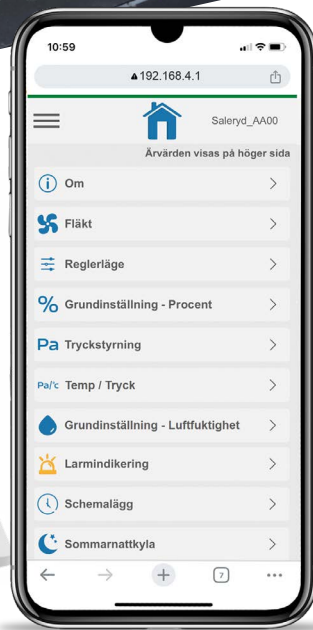 10:59
192.168.4.1
Saleryd_AA00
Ärvärden visas på höger sida
i Om
Fläkt
Reglerläge
% Grundinställning - Procent
Pa Tryckstyrning
Pa/°c Temp / Tryck
Grundinställning - Luftfuktighet
Larmindikering
Schemalägg
Sommarnattkyla
7